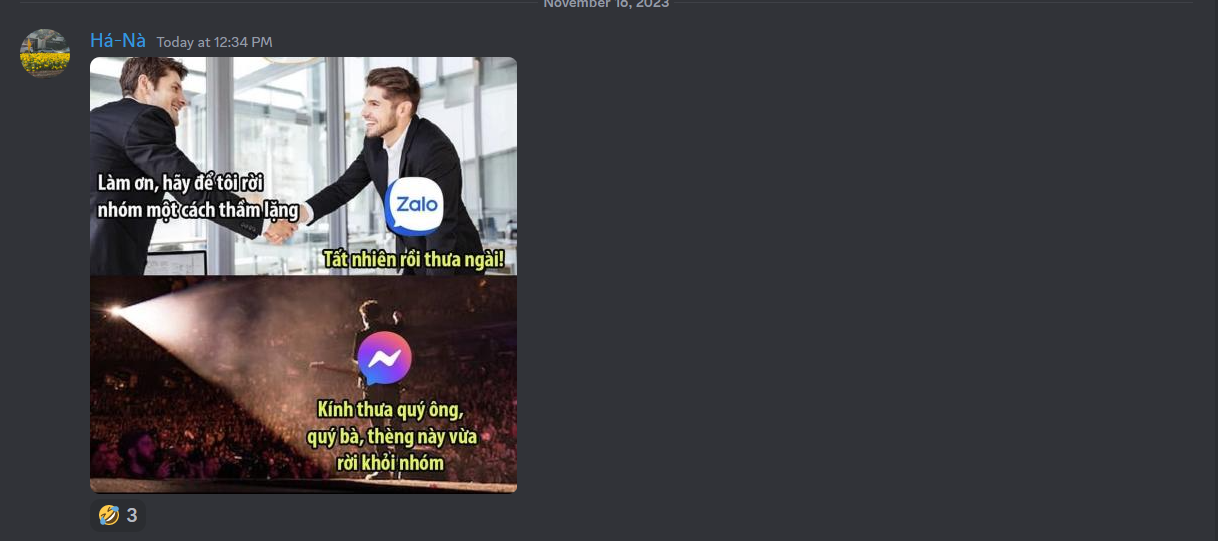 November 18, 2023
Há-Nà Today at 12:34 PM
Làm ơn, hãy để tôi rời
nhóm một cách thầm lặng
Zalo
Tất nhiên rồi thưa ngài!
Kính thưa quý ông,
quý bà, thèng này vừa
rời khỏi nhóm
3